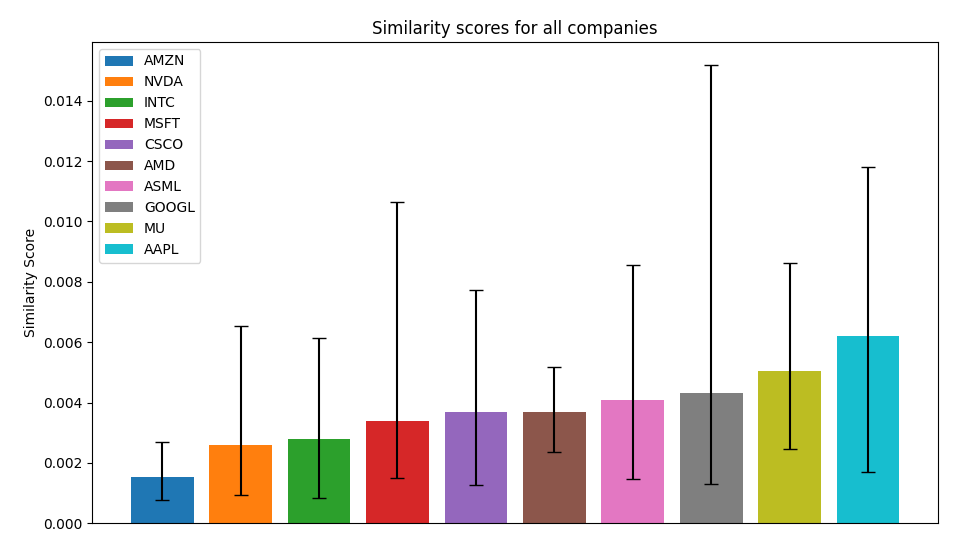 Similarity scores for all companies
AMZN
NVDA
INTC
MSFT
CSCO
AMD
ASML
GOOGL
MU
AAPL
0.014
0.012
0.010
0.008
0.006
0.004
0.002
0.000
Similarity Score